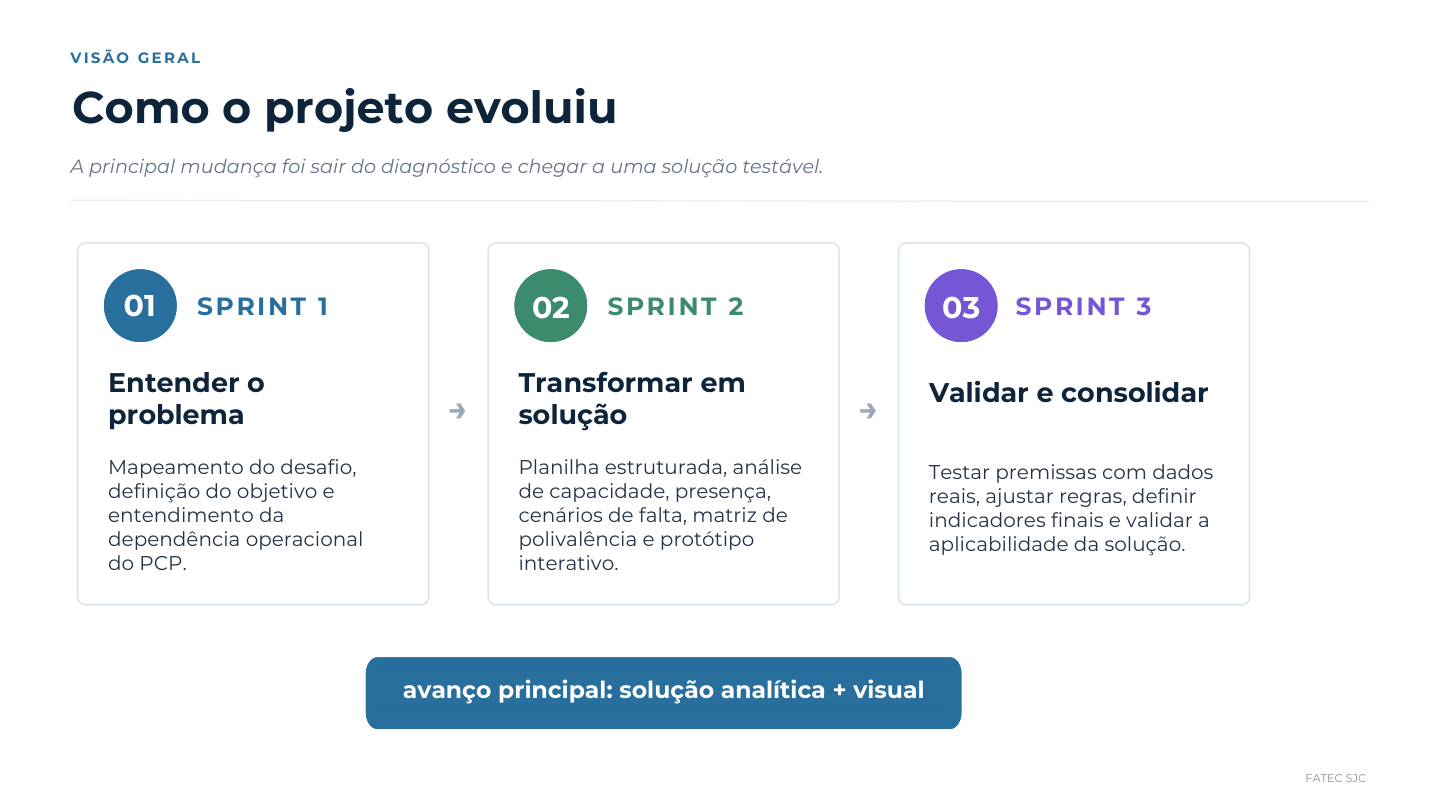 VISÃO GERAL
Como o projeto evoluiu
A principal mudança foi sair do diagnóstico e chegar a uma solução testável.
01
SPRINT 1
Entender o
problema
Mapeamento do desafio,
definição do objetivo e
entendimento da
dependência operacional
do PCP.
→
02
SPRINT 2
Transformar em
solução
Planilha estruturada, análise
de capacidade, presença,
cenários de falta, matriz de
polivalência e protótipo
interativo.
→
03
SPRINT 3
Validar e consolidar
Testar premissas com dados
reais, ajustar regras, definir
indicadores finais e validar a
aplicabilidade da solução.
avanço principal: solução analítica + visual
FATEC SJC